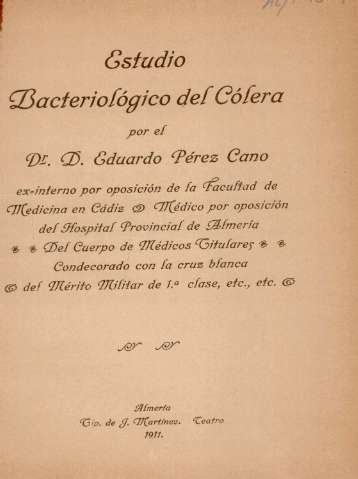 Estudio
Bacteriológico del Cólera
por el
Dr. D. Eduardo Pérez Cano
ex-interno por oposición de la Facultad de
Medicina en Cádiz Médico por oposición
del Hospital Provincial de Almería
Del Cuerpo de Médicos Titulares
Condecorado con la cruz blanca
del Mérito Militar de 1.ª clase, etc., etc.
Almería
Tip. de J. Martínez. Teatro
1911.